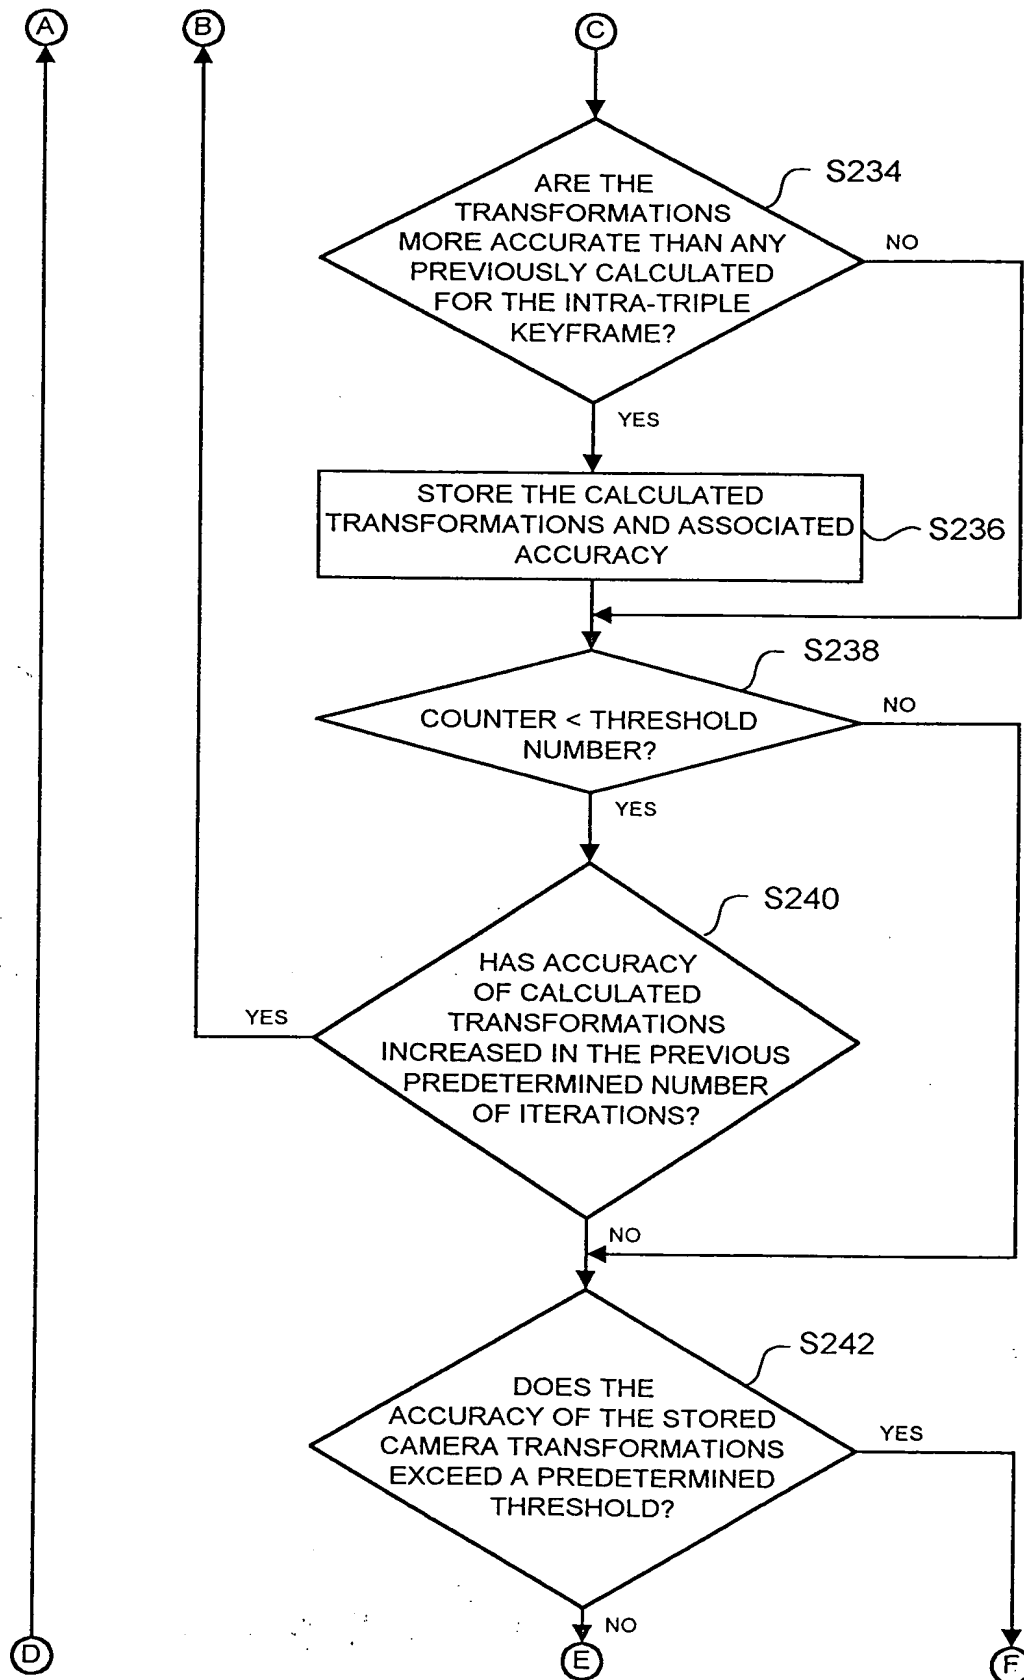 A
B
C
S234
ARE THE
TRANSFORMATIONS
MORE ACCURATE THAN ANY
PREVIOUSLY CALCULATED
FOR THE INTRA-TRIPLE
KEYFRAME?
NO
YES
STORE THE CALCULATED
TRANSFORMATIONS AND ASSOCIATED
ACCURACY
S236
S238
COUNTER < THRESHOLD
NUMBER?
NO
YES
S240
HAS ACCURACY
OF CALCULATED
TRANSFORMATIONS
INCREASED IN THE PREVIOUS
PREDETERMINED NUMBER
OF ITERATIONS?
YES
NO
S242
DOES THE
ACCURACY OF THE STORED
CAMERA TRANSFORMATIONS
EXCEED A PREDETERMINED
THRESHOLD?
YES
NO
D
E
F